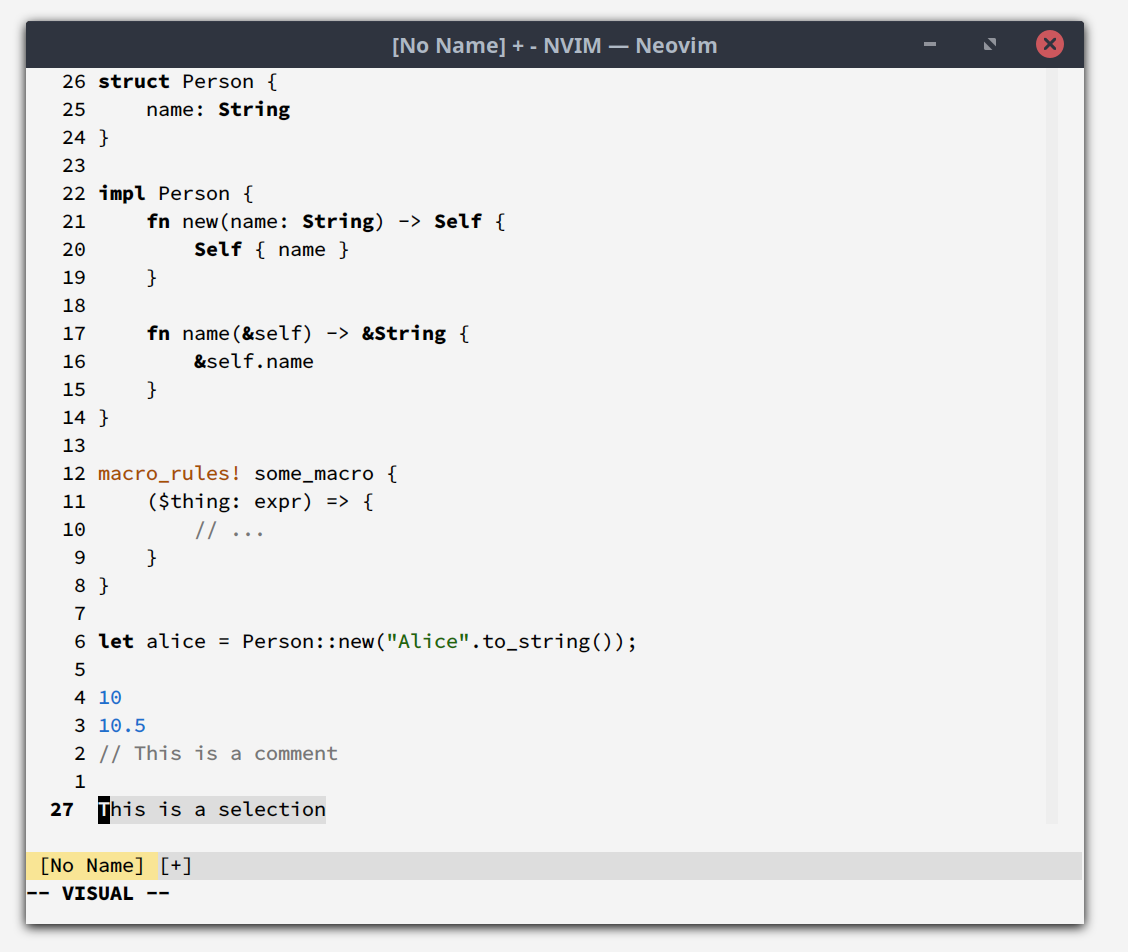 [No Name] + - NVIM — Neovim
26 struct Person {
25     name: String
24 }
23
22 impl Person {
21     fn new(name: String) -> Self {
20         Self { name }
19     }
18
17     fn name(&self) -> &String {
16         &self.name
15     }
14 }
13
12 macro_rules! some_macro {
11     ($thing: expr) => {
10         // ...
9     }
8 }
7
6 let alice = Person::new("Alice".to_string());
5
4 10
3 10.5
2 // This is a comment
1
27 This is a selection
[No Name] [+]
-- VISUAL --